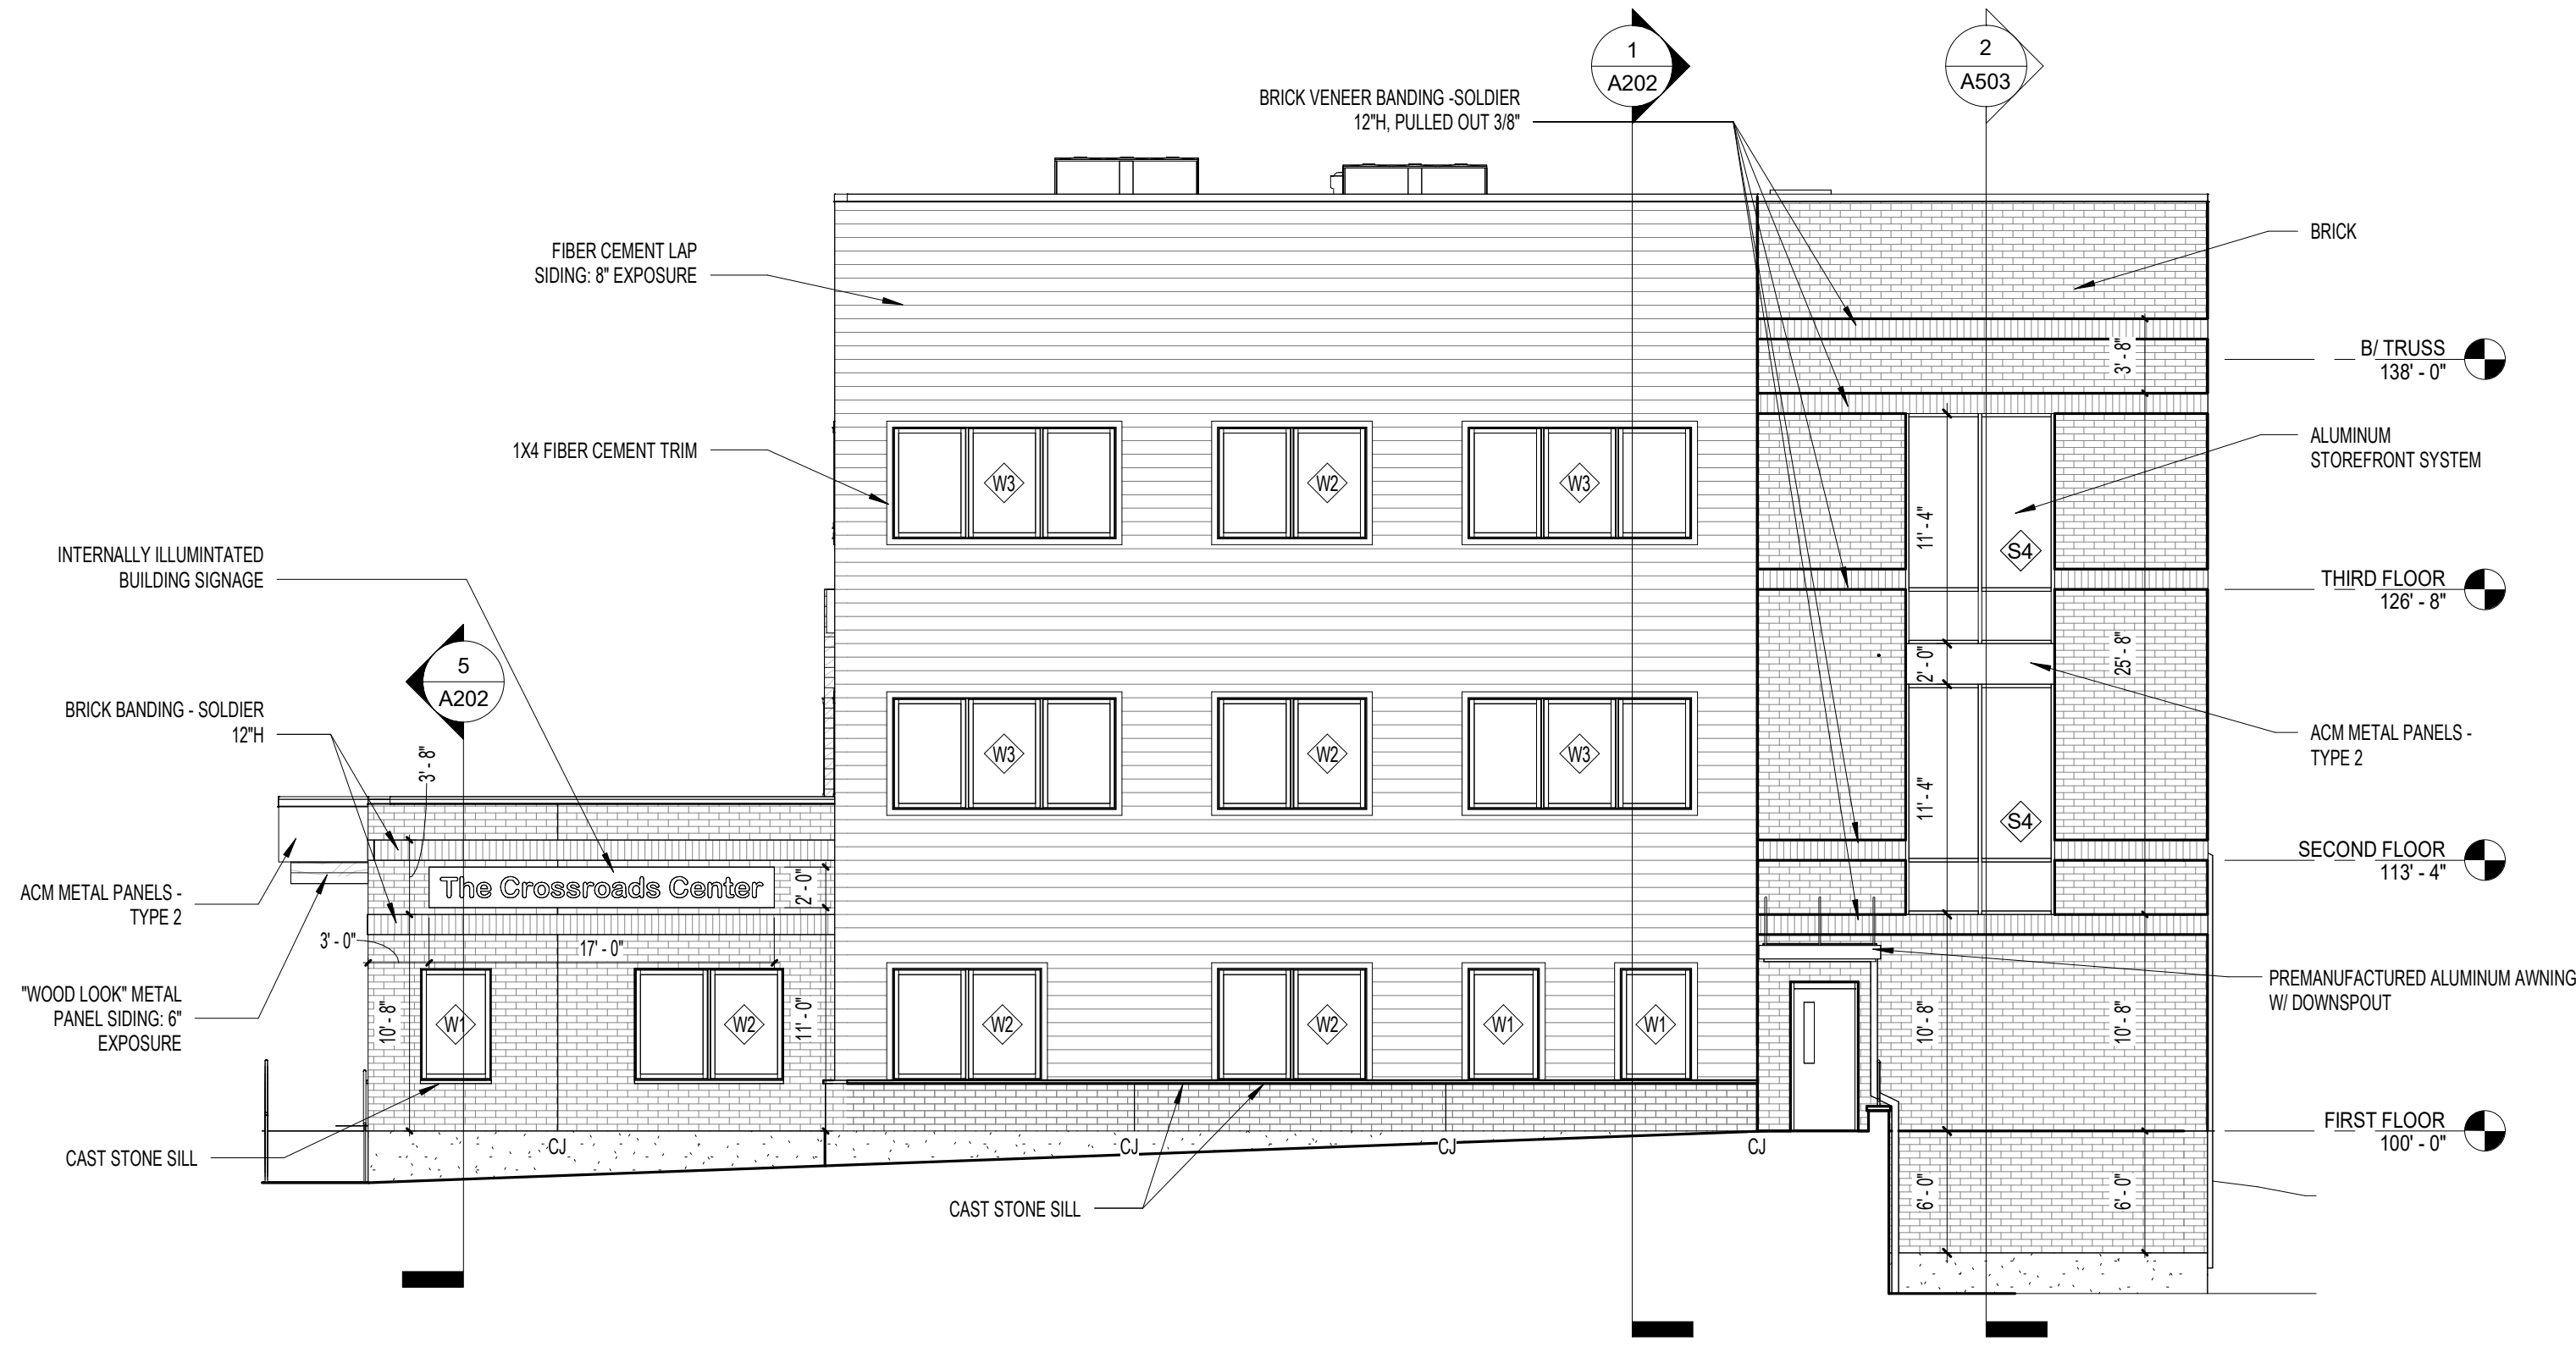 1
A202
2
A503
BRICK VENEER BANDING -SOLDIER
12"H, PULLED OUT 3/8"
FIBER CEMENT LAP
SIDING: 8" EXPOSURE
BRICK
B/ TRUSS
138' - 0"
3' - 8"
1X4 FIBER CEMENT TRIM
W3
W2
W3
ALUMINUM
STOREFRONT SYSTEM
11' - 4"
S4
INTERNALLY ILLUMINTATED
BUILDING SIGNAGE
THIRD FLOOR
126' - 8"
5
A202
2' - 0"
25' - 8"
BRICK BANDING - SOLDIER
12"H
3' - 8"
W3
W2
W3
ACM METAL PANELS -
TYPE 2
11' - 4"
S4
SECOND FLOOR
113' - 4"
ACM METAL PANELS -
TYPE 2
The Crossroads Center
2' - 0"
3' - 0"
17' - 0"
"WOOD LOOK" METAL
PANEL SIDING: 6"
EXPOSURE
PREMANUFACTURED ALUMINUM AWNING
W/ DOWNSPOUT
10' - 8"
W1
W2
11' - 0"
W2
W2
W1
W1
10' - 8"
10' - 8"
FIRST FLOOR
100' - 0"
CAST STONE SILL
CJ
CJ
CJ
CJ
6' - 0"
6' - 0"
CAST STONE SILL